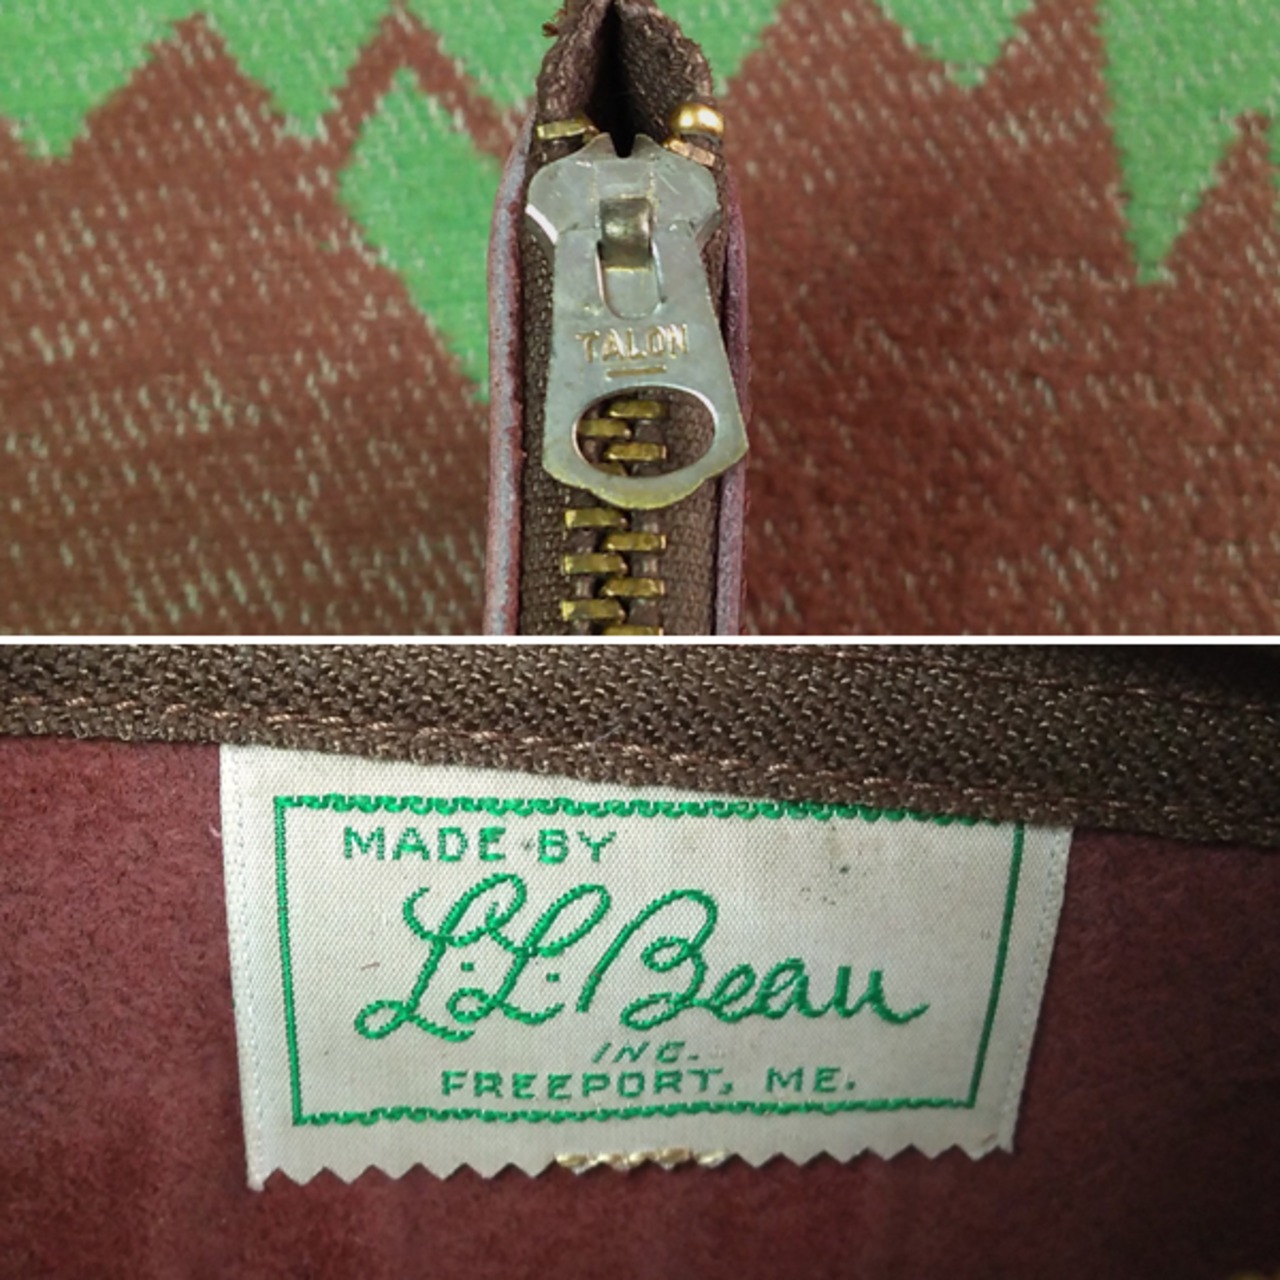 TALON
MADE BY
L.L. Bean
INC.
FREEPORT, ME.